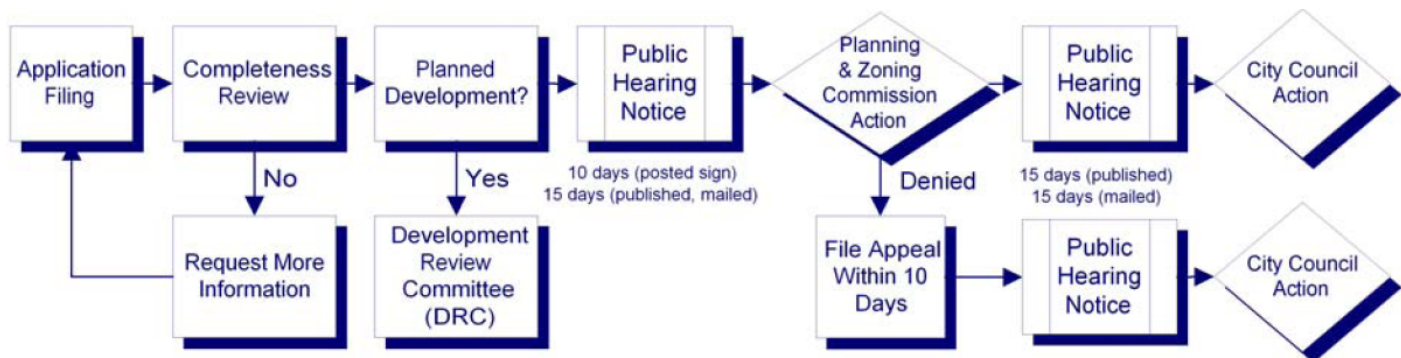 Application
Filing
Completeness
Review
Planned
Development?
Public
Hearing
Notice
Planning
& Zoning
Commission
Action
Public
Hearing
Notice
City Council
Action
No
Yes
10 days (posted sign)
15 days (published, mailed)
Denied
15 days (published)
15 days (mailed)
Request More
Information
Development
Review
Committee
(DRC)
File Appeal
Within 10
Days
Public
Hearing
Notice
City Council
Action